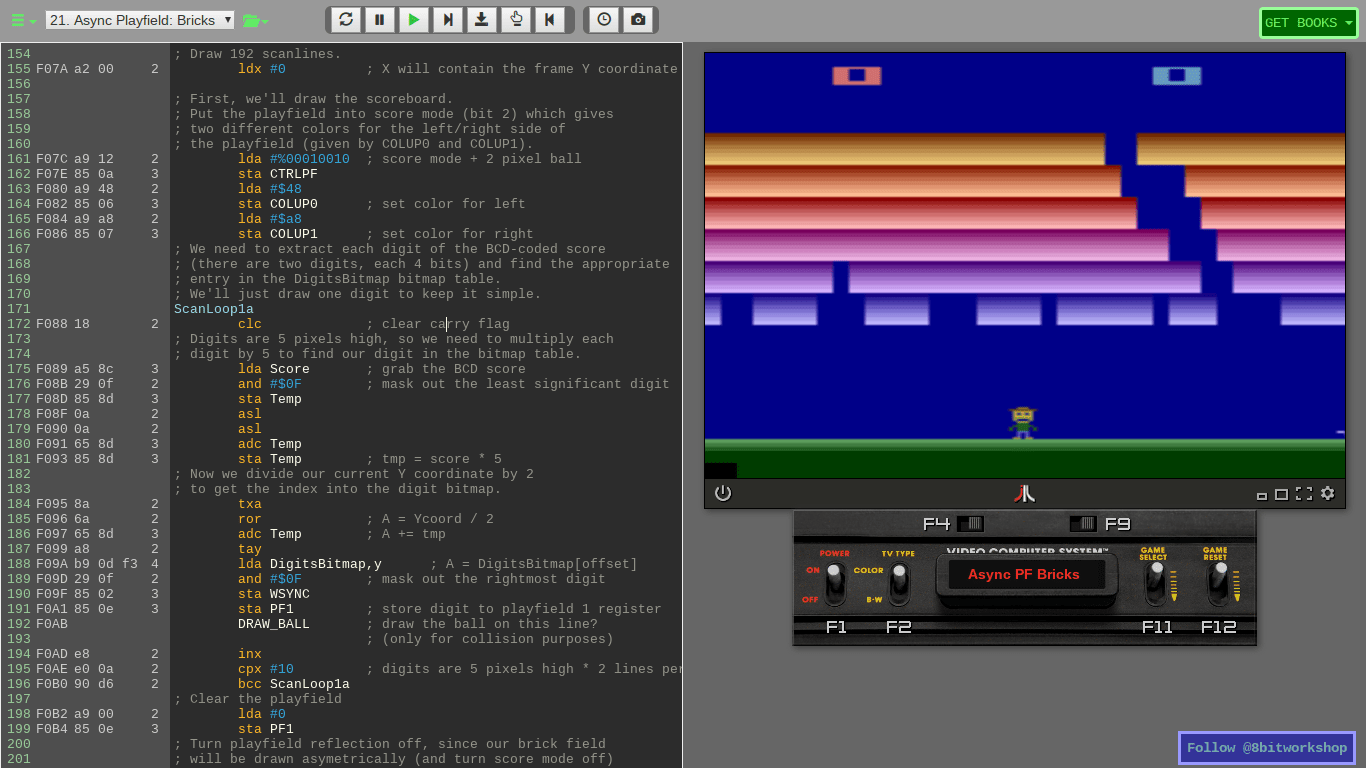 21. Async Playfield: Bricks
GET BOOKS
154 ; Draw 192 scanlines.
155 F07A a2 00 2 ldx #0 ; X will contain the frame Y coordinate
156
157 ; First, we'll draw the scoreboard.
158 ; Put the playfield into score mode (bit 2) which gives
159 ; two different colors for the left/right side of
160 ; the playfield (given by COLUP0 and COLUP1).
161 F07C a9 12 2 lda #%00010010 ; score mode + 2 pixel ball
162 F07E 85 0a 3 sta CTRLPF
163 F080 a9 48 2 lda #$48
164 F082 85 06 3 sta COLUP0 ; set color for left
165 F084 a9 a8 2 lda #$a8
166 F086 85 07 3 sta COLUP1 ; set color for right
167 ; We need to extract each digit of the BCD-coded score
168 ; (there are two digits, each 4 bits) and find the appropriate
169 ; entry in the DigitsBitmap bitmap table.
170 ; We'll just draw one digit to keep it simple.
171 ScanLoop1a
172 F088 18 2 clc ; clear carry flag
173 ; Digits are 5 pixels high, so we need to multiply each
174 ; digit by 5 to find our digit in the bitmap table.
175 F089 a5 8c 3 lda Score ; grab the BCD score
176 F08B 29 0f 2 and #$0F ; mask out the least significant digit
177 F08D 85 8d 3 sta Temp
178 F08F 0a 2 asl
179 F090 0a 2 asl
180 F091 65 8d 3 adc Temp
181 F093 85 8d 3 sta Temp ; tmp = score * 5
182 ; Now we divide our current Y coordinate by 2
183 ; to get the index into the digit bitmap.
184 F095 8a 2 txa
185 F096 6a 2 ror ; A = Ycoord / 2
186 F097 65 8d 3 adc Temp ; A += tmp
187 F099 a8 2 tay
188 F09A b9 0d f3 4 lda DigitsBitmap,y ; A = DigitsBitmap[offset]
189 F09D 29 0f 2 and #$0F ; mask out the rightmost digit
190 F09F 85 02 3 sta WSYNC
191 F0A1 85 0e 3 sta PF1 ; store digit to playfield 1 register
192 F0AB DRAW_BALL ; draw the ball on this line?
193 ; (only for collision purposes)
194 F0AD e8 2 inx
195 F0AE e0 0a 2 cpx #10 ; digits are 5 pixels high * 2 lines per
196 F0B0 90 d6 2 bcc ScanLoop1a
197 ; Clear the playfield
198 F0B2 a9 00 2 lda #0
199 F0B4 85 0e 3 sta PF1
200 ; Turn playfield reflection off, since our brick field
201 ; will be drawn asymetrically (and turn score mode off)
0 0
F4 F9
VIDEO COMPUTER SYSTEM™
POWER TV TYPE GAME SELECT GAME RESET
ON COLOR
Async PF Bricks
OFF B-W
F1 F2 F11 F12
Follow @8bitworkshop